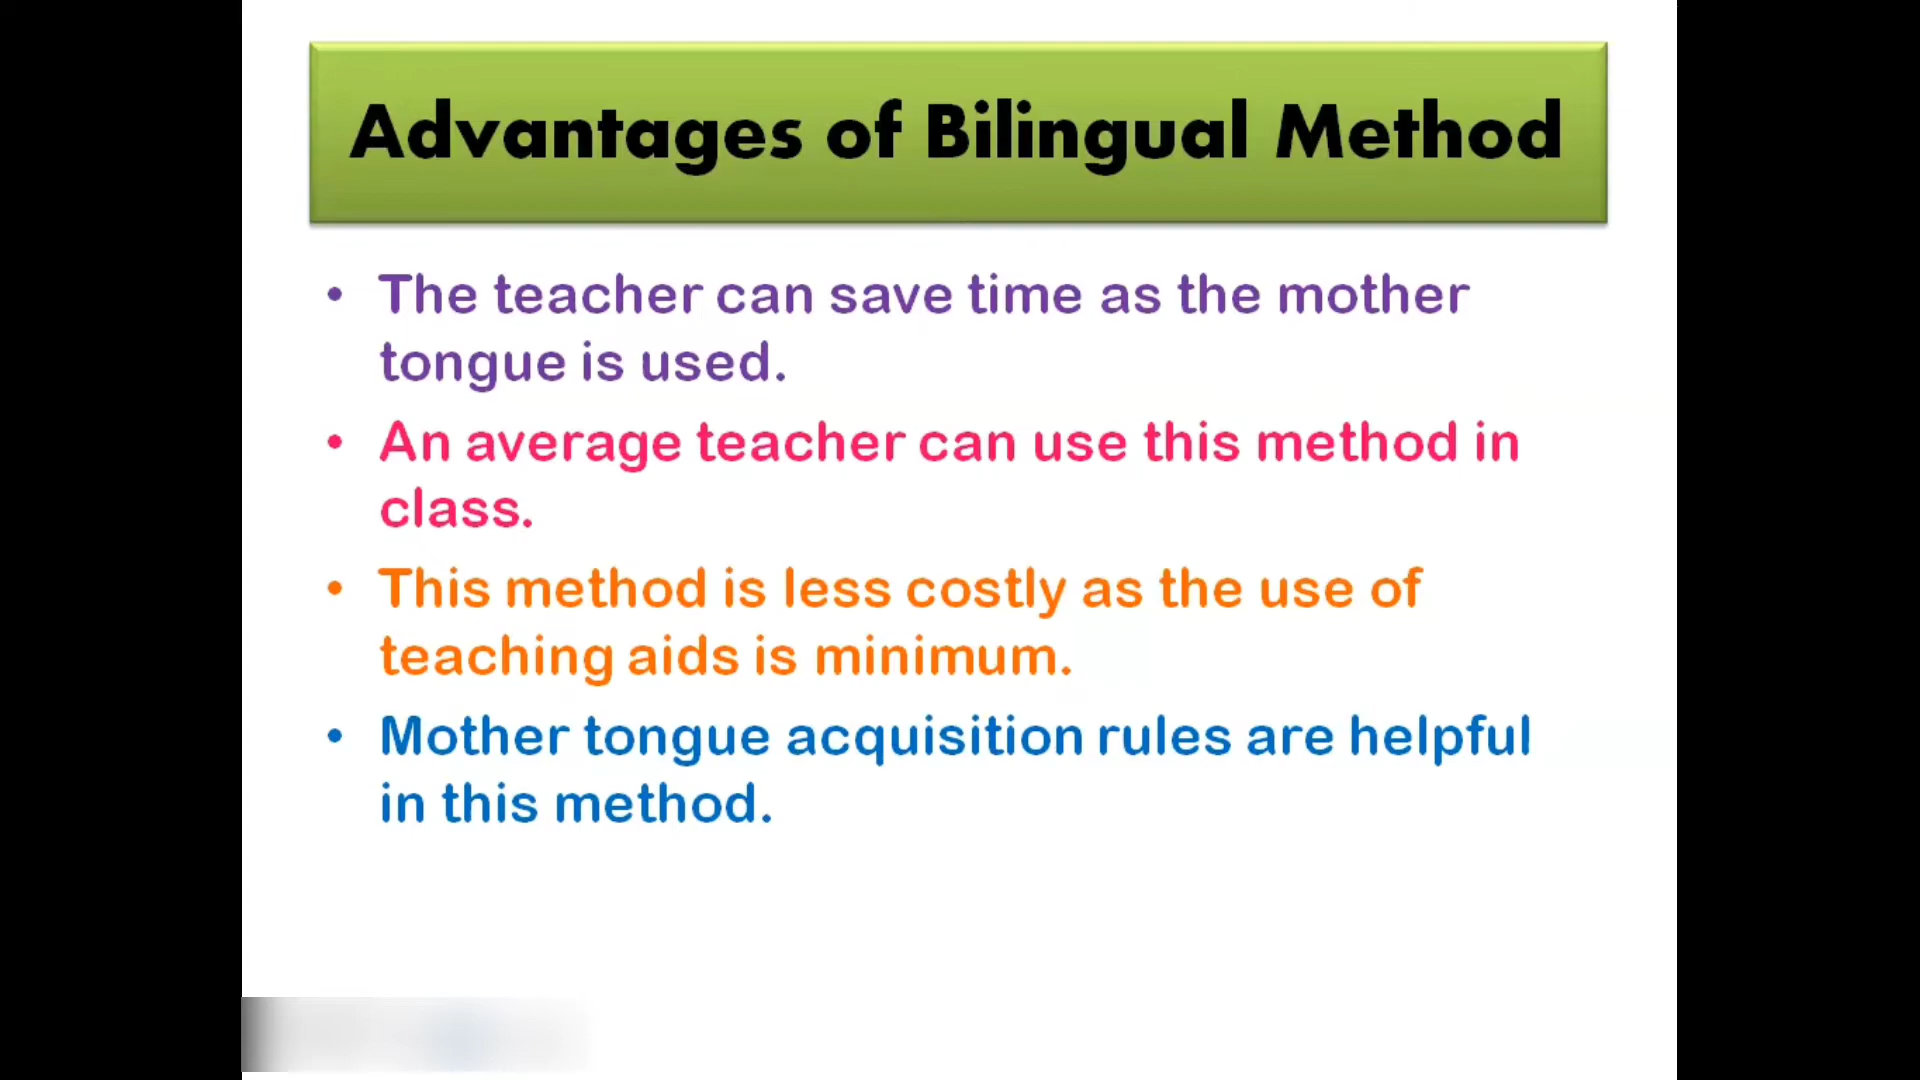 Advantages of Bilingual Method
• The teacher can save time as the mother
tongue is used.
• An average teacher can use this method in
class.
• This method is less costly as the use of
teaching aids is minimum.
• Mother tongue acquisition rules are helpful
in this method.